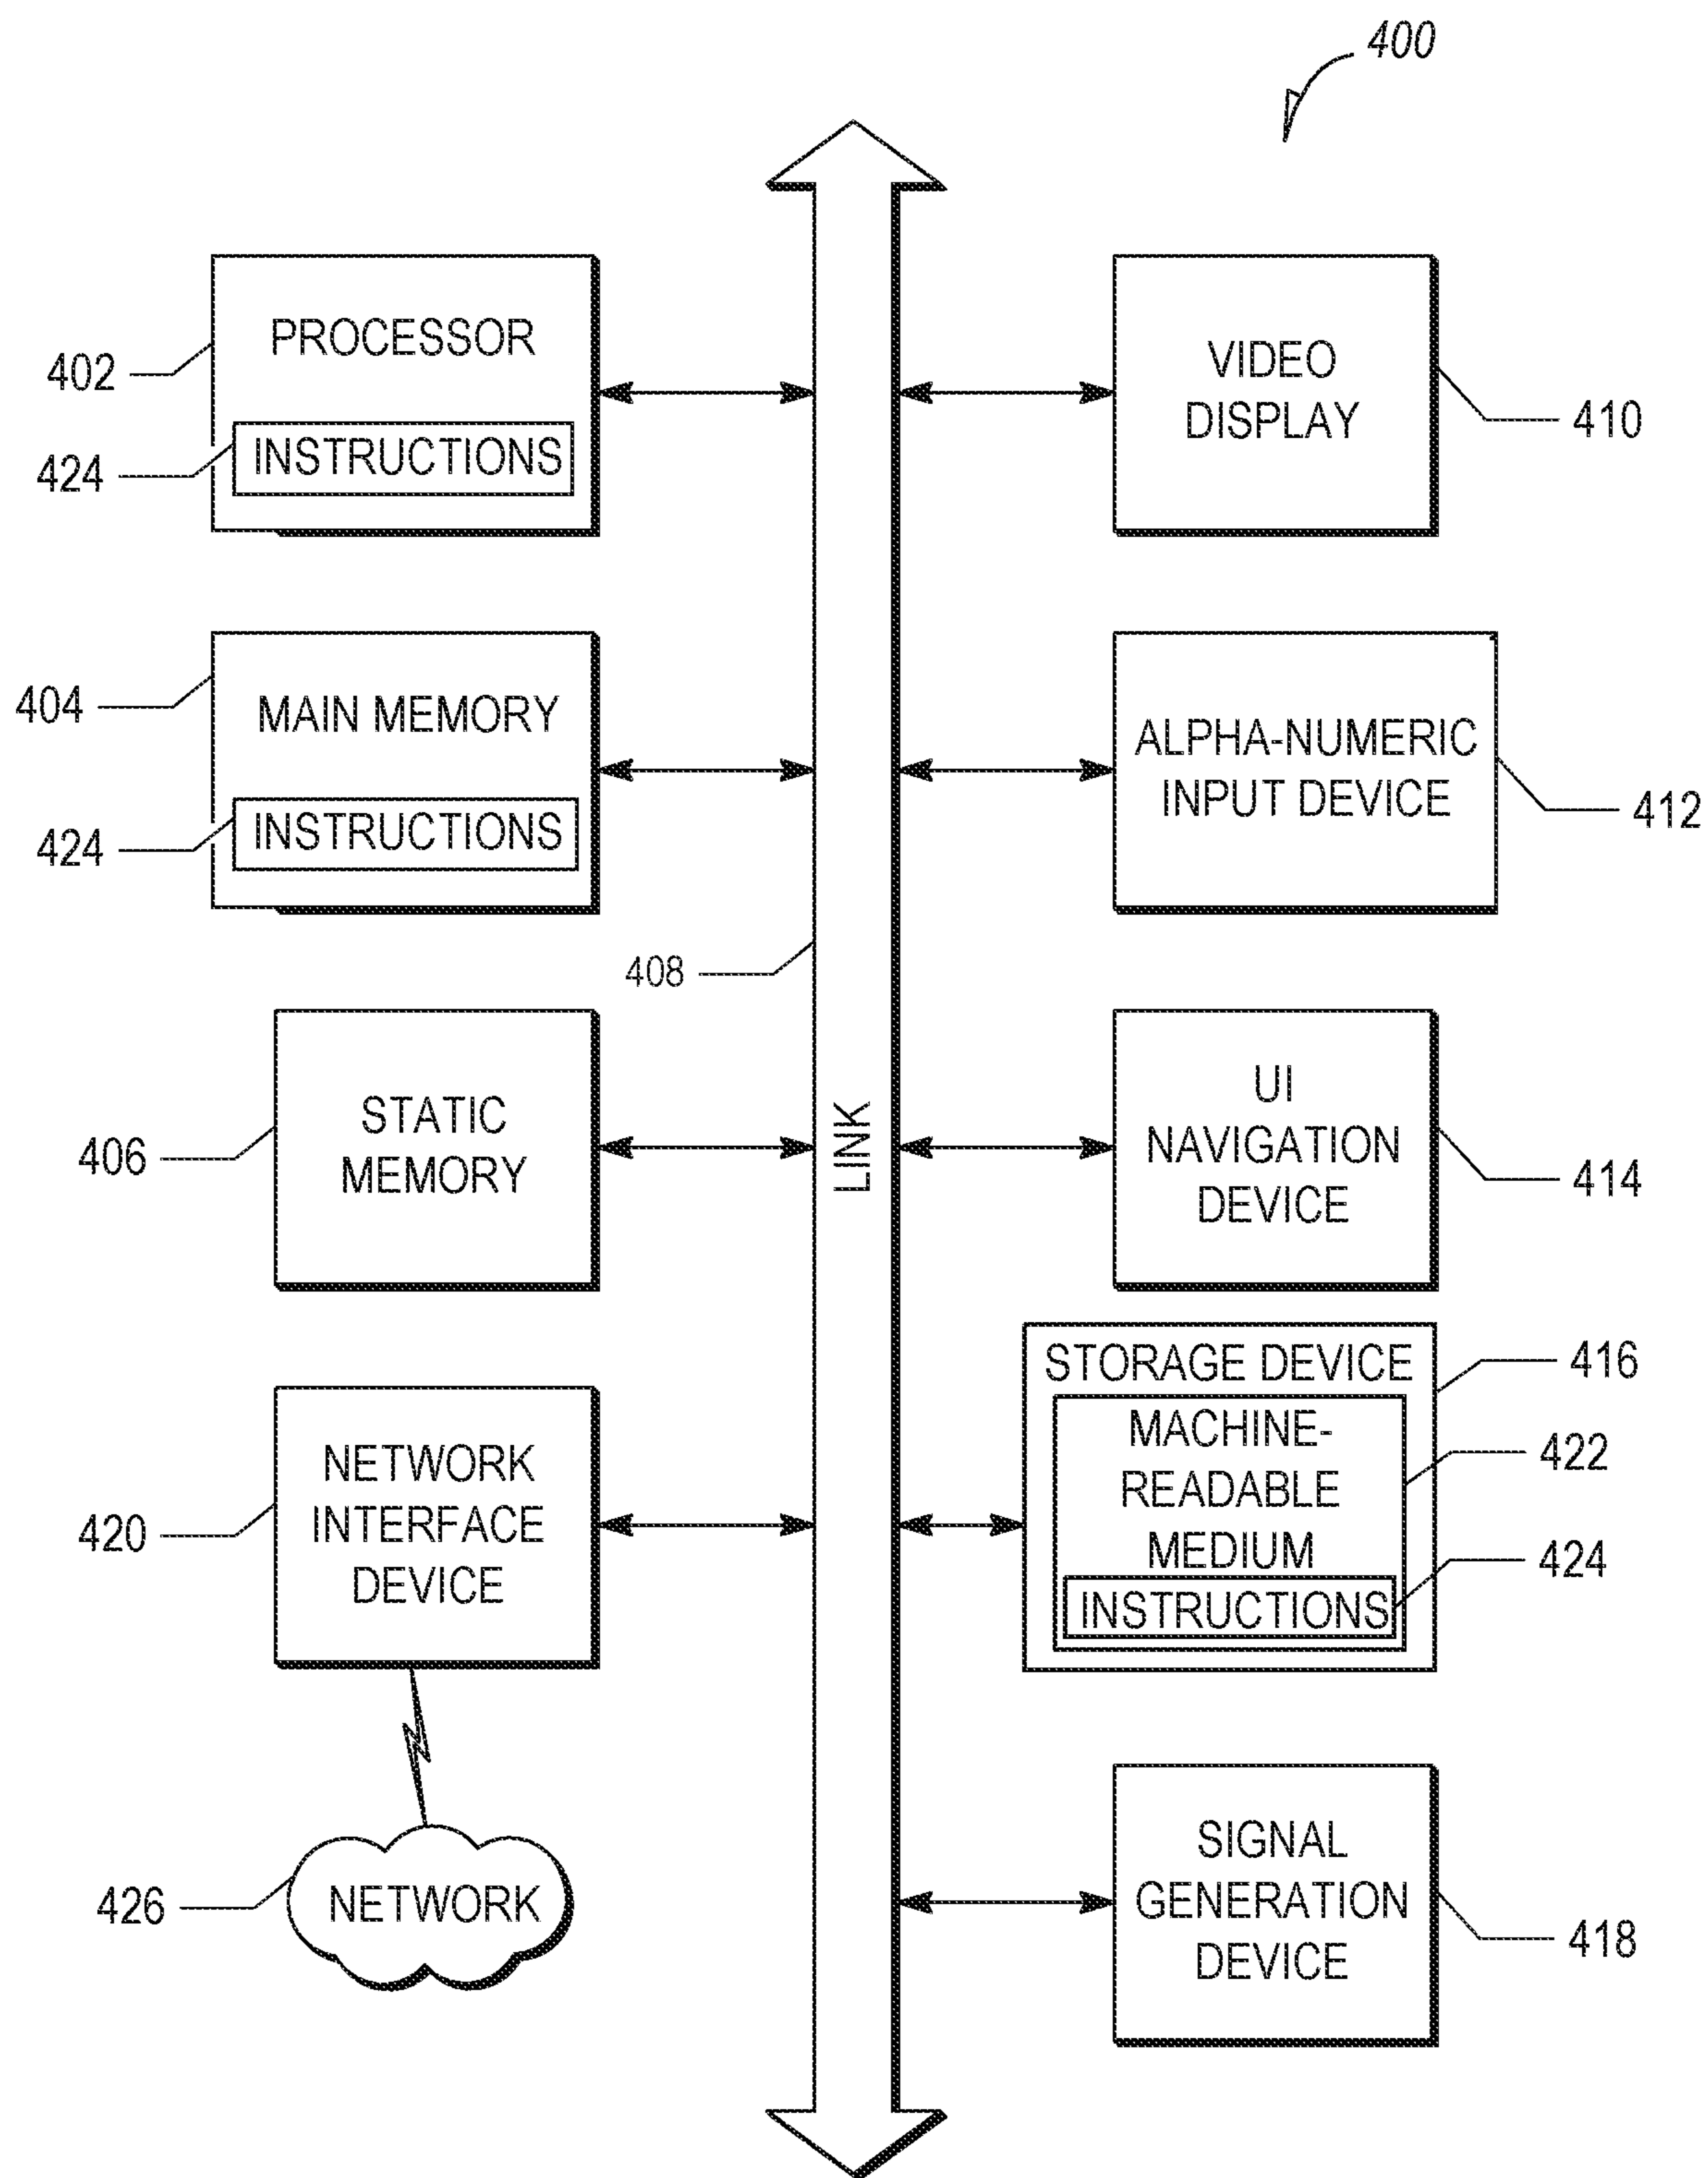 400
PROCESSOR
402
INSTRUCTIONS
424
MAIN MEMORY
404
INSTRUCTIONS
424
408
STATIC
MEMORY
406
NETWORK
INTERFACE
DEVICE
420
NETWORK
426
LINK
VIDEO
DISPLAY
410
ALPHA-NUMERIC
INPUT DEVICE
412
UI
NAVIGATION
DEVICE
414
STORAGE DEVICE
416
MACHINE-
READABLE
MEDIUM
422
INSTRUCTIONS
424
SIGNAL
GENERATION
DEVICE
418